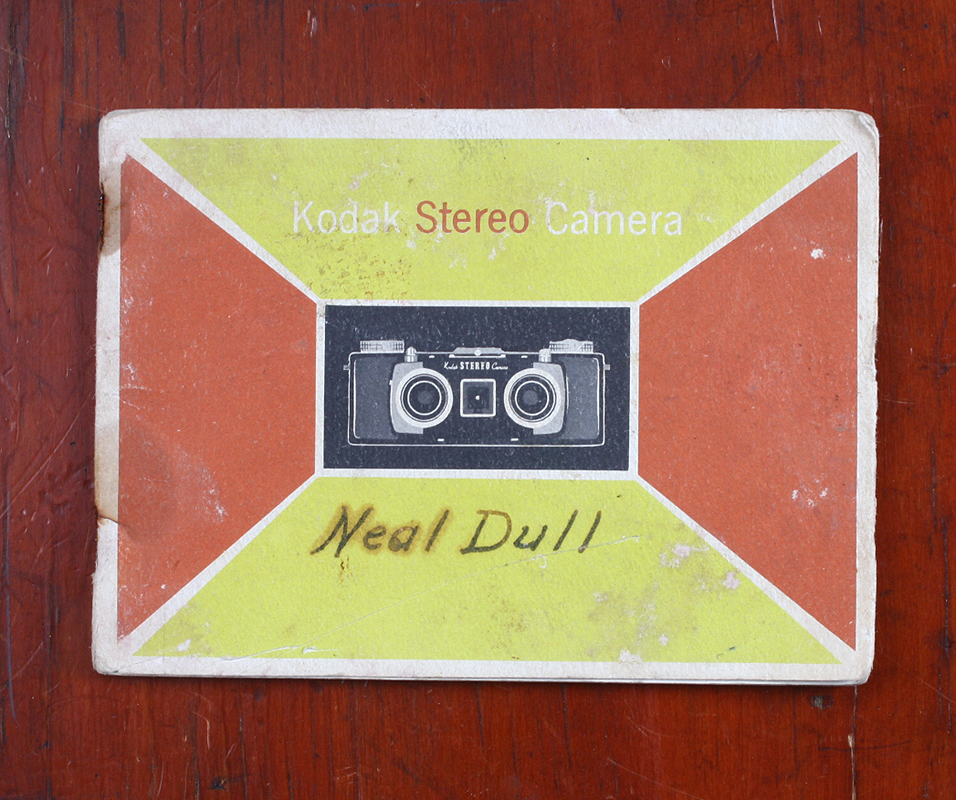 Kodak Stereo Camera
Kodak STEREO Camera
Neal Dull